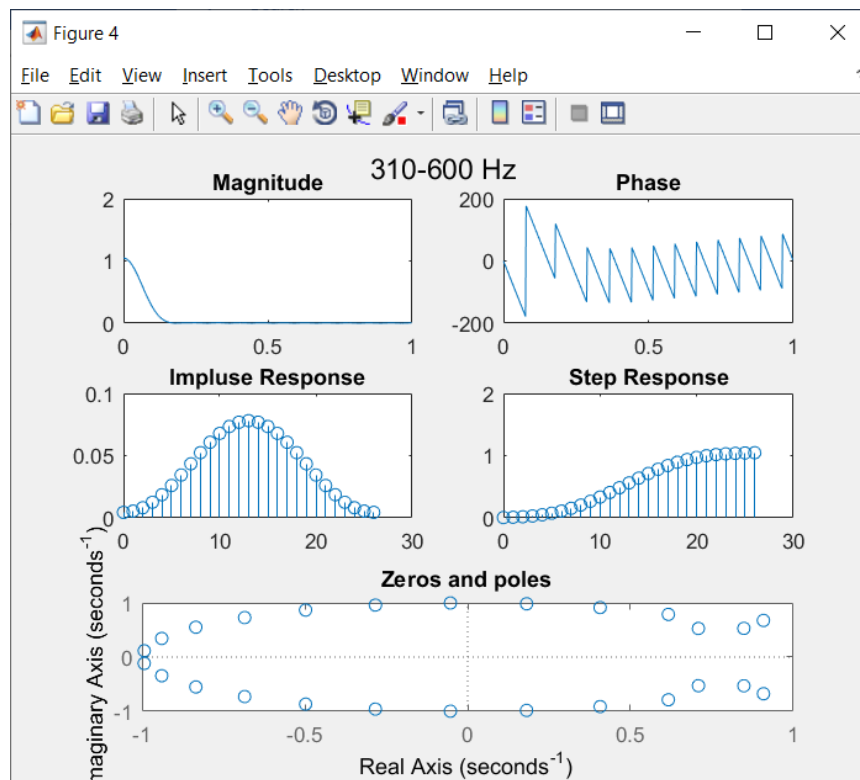 Figure 4
File Edit View Insert Tools Desktop Window Help
310-600 Hz
Magnitude
2
1
0
0 0.5 1
Phase
200
0
-200
0 0.5 1
Impluse Response
0.1
0.05
0
0 10 20 30
Step Response
2
1
0
0 10 20 30
Zeros and poles
1
0
-1
-1 -0.5 0 0.5 1
Real Axis (seconds-1)
Axis (seconds-1)